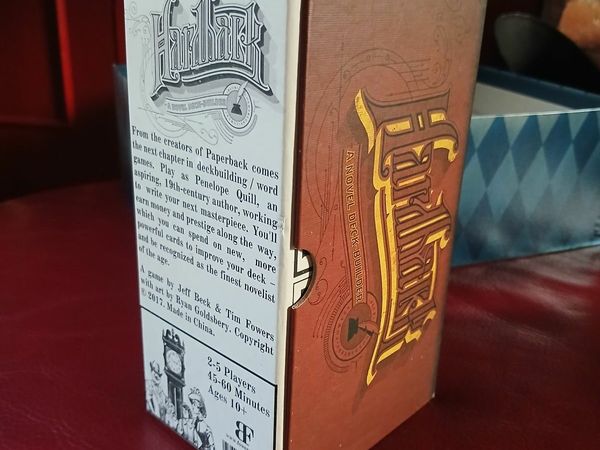 Hardback
A NOVEL DECK-BUILDER
From the creators of Paperback comes
the next chapter in deckbuilding / word
games. Play as Penelope Quill, an
aspiring, 19th-century author, working
to write your next masterpiece. You'll
earn money and prestige along the way,
which you can spend on new, more
powerful cards to improve your deck –
and be recognized as the finest novelist
of the age.
A game by Jeff Beck & Tim Fowers
with art by Ryan Goldsberry. Copyright
© 2017. Made in China.
2-5 Players
45-60 Minutes
Ages 10+
Hardback
A NOVEL DECK BUILDER